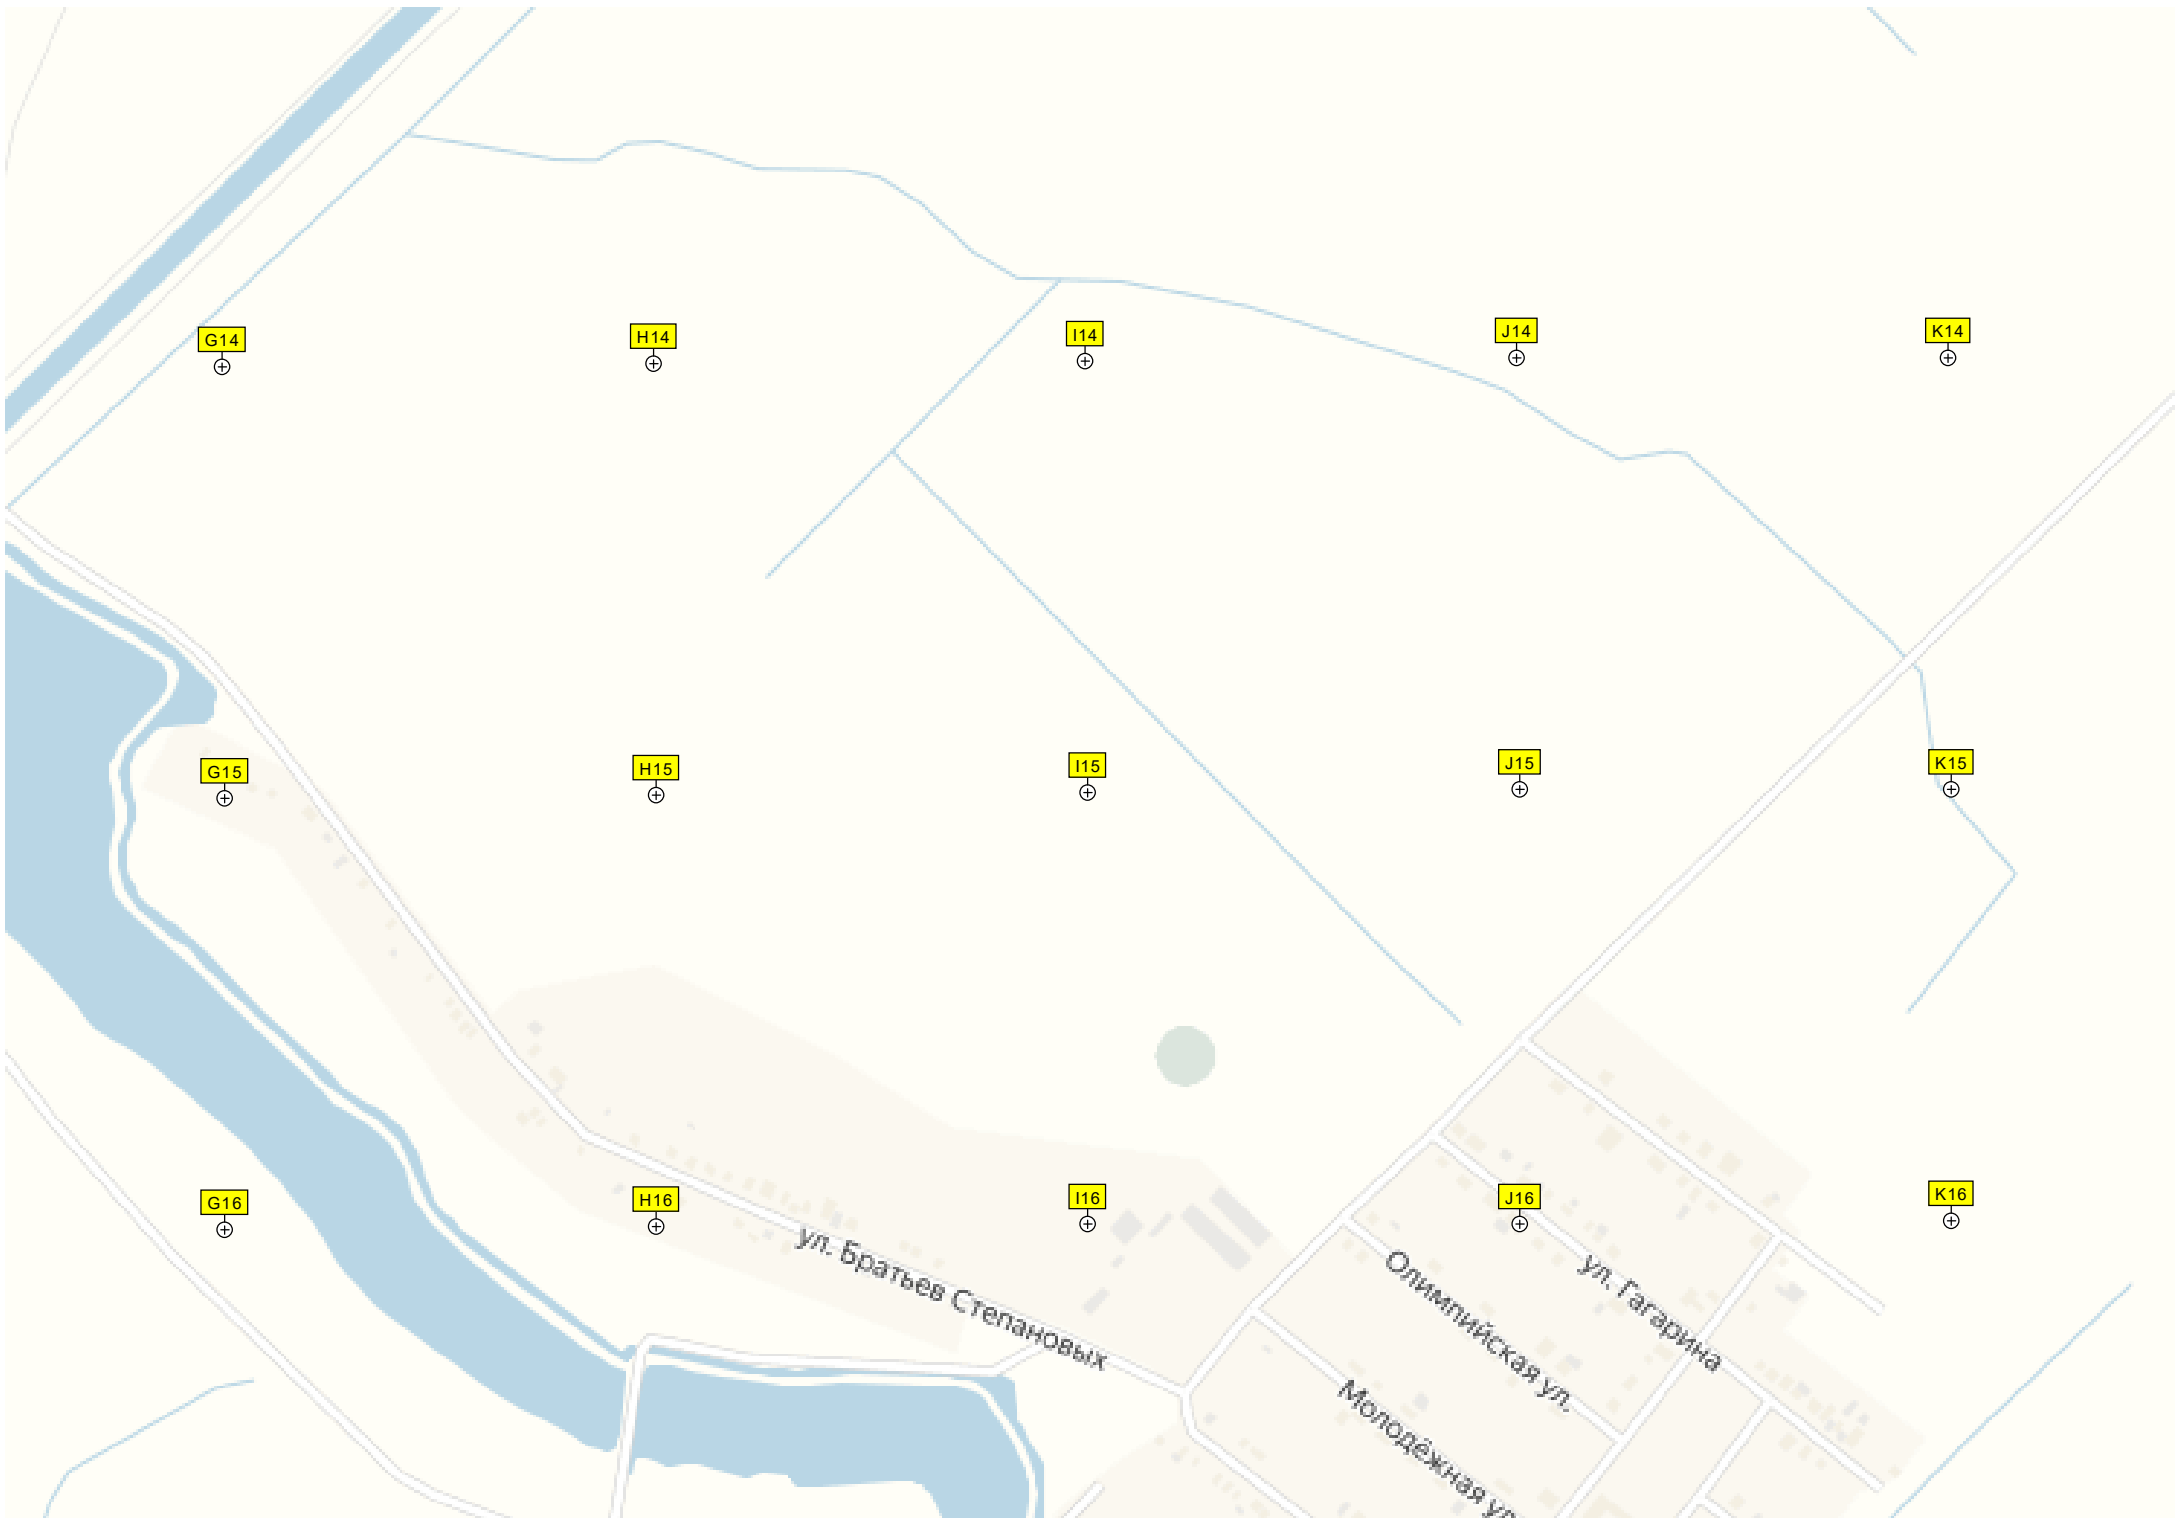 G14
H14
I14
J14
K14
G15
H15
I15
J15
K15
G16
H16
I16
J16
K16
ул. Братьев Степановых
Олимпийская ул.
ул. Гагарина
Молодёжная